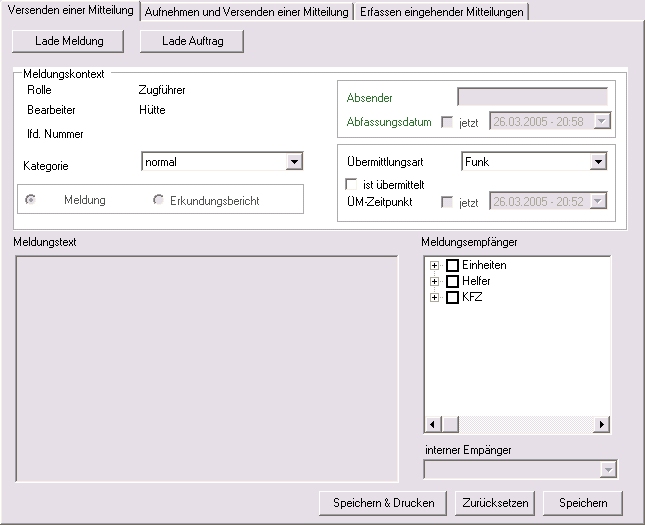 Versenden einer Mitteilung Aufnehmen und Versenden einer Mitteilung Erfassen eingehender Mitteilungen
Lade Meldung Lade Auftrag
Meldungskontext
Rolle Zugführer
Bearbeiter Hütte
lfd. Nummer
Kategorie normal
Meldung Erkundungsbericht
Absender
Abfassungsdatum jetzt 26.03.2005 - 20:58
Übermittlungsart Funk
ist übermittelt
ÜM-Zeitpunkt jetzt 26.03.2005 - 20:52
Meldungstext
Meldungsempfänger
Einheiten
Helfer
KFZ
interner Empänger
Speichern & Drucken Zurücksetzen Speichern